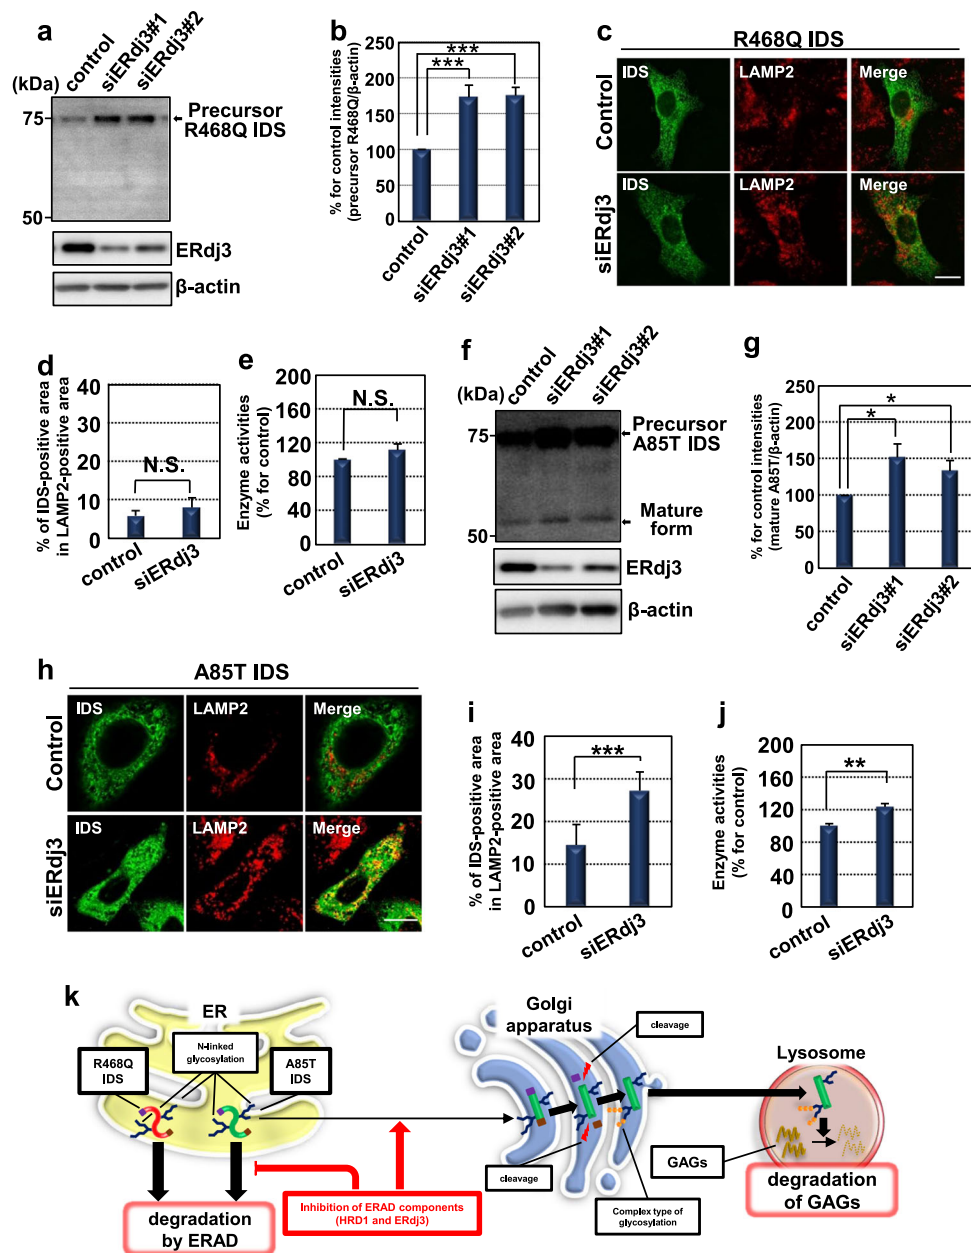 a
control
siERdj3#1
siERdj3#2
(kDa)
75
50
Precursor
R468Q IDS
ERdj3
β-actin
b
% for control intensities
(precursor R468Q/β-actin)
250
200
150
100
50
0
***
***
control
siERdj3#1
siERdj3#2
c
R468Q IDS
Control
IDS
LAMP2
Merge
siERdj3
IDS
LAMP2
Merge
d
% of IDS-positive area
in LAMP2-positive area
40
30
20
10
0
N.S.
control
siERdj3
e
Enzyme activities
(% for control)
200
160
120
80
40
0
N.S.
control
siERdj3
f
control
siERdj3#1
siERdj3#2
(kDa)
75
50
Precursor
A85T IDS
Mature
form
ERdj3
β-actin
g
% for control intensities
(mature A85T/β-actin)
250
200
150
100
50
0
*
*
control
siERdj3#1
siERdj3#2
h
A85T IDS
Control
IDS
LAMP2
Merge
siERdj3
IDS
LAMP2
Merge
i
% of IDS-positive area
in LAMP2-positive area
40
30
20
10
0
***
control
siERdj3
j
Enzyme activities
(% for control)
200
160
120
80
40
0
**
control
siERdj3
k
ER
R468Q
IDS
N-linked
glycosylation
A85T
IDS
Golgi
apparatus
cleavage
cleavage
Complex type of
glycosylation
Lysosome
GAGs
degradation
of GAGs
degradation
by ERAD
Inhibition of ERAD components
(HRD1 and ERdj3)